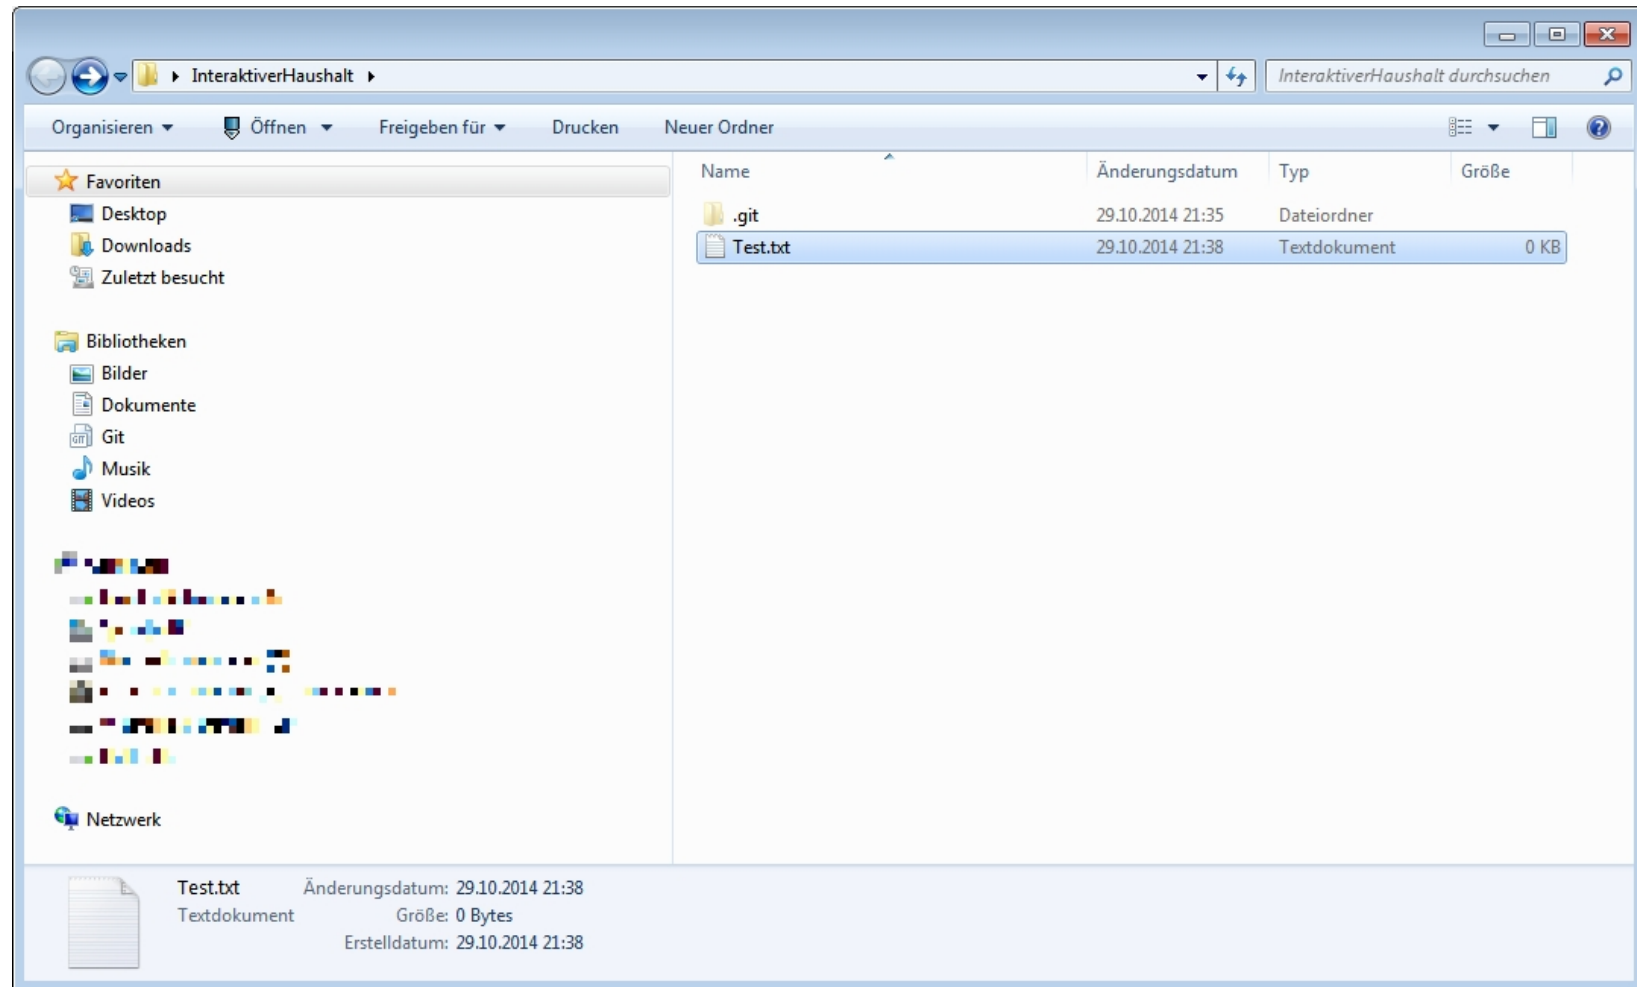 InteraktiverHaushalt
InteraktiverHaushalt durchsuchen
Organisieren Öffnen Freigeben für Drucken Neuer Ordner
Favoriten
Desktop
Downloads
Zuletzt besucht
Bibliotheken
Bilder
Dokumente
Git
Musik
Videos
Netzwerk
Name Änderungsdatum Typ Größe
.git 29.10.2014 21:35 Dateiordner
Test.txt 29.10.2014 21:38 Textdokument 0 KB
Test.txt Änderungsdatum: 29.10.2014 21:38
Textdokument Größe: 0 Bytes
Erstelldatum: 29.10.2014 21:38